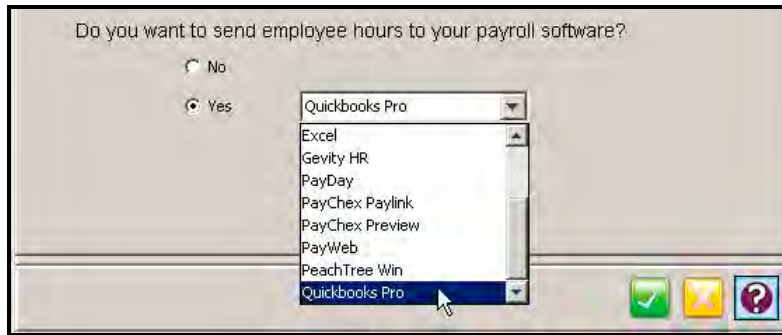 Do you want to send employee hours to your payroll software?
No
Yes Quickbooks Pro
Excel
Gevity HR
PayDay
PayChex Paylink
PayChex Preview
PayWeb
PeachTree Win
Quickbooks Pro
?